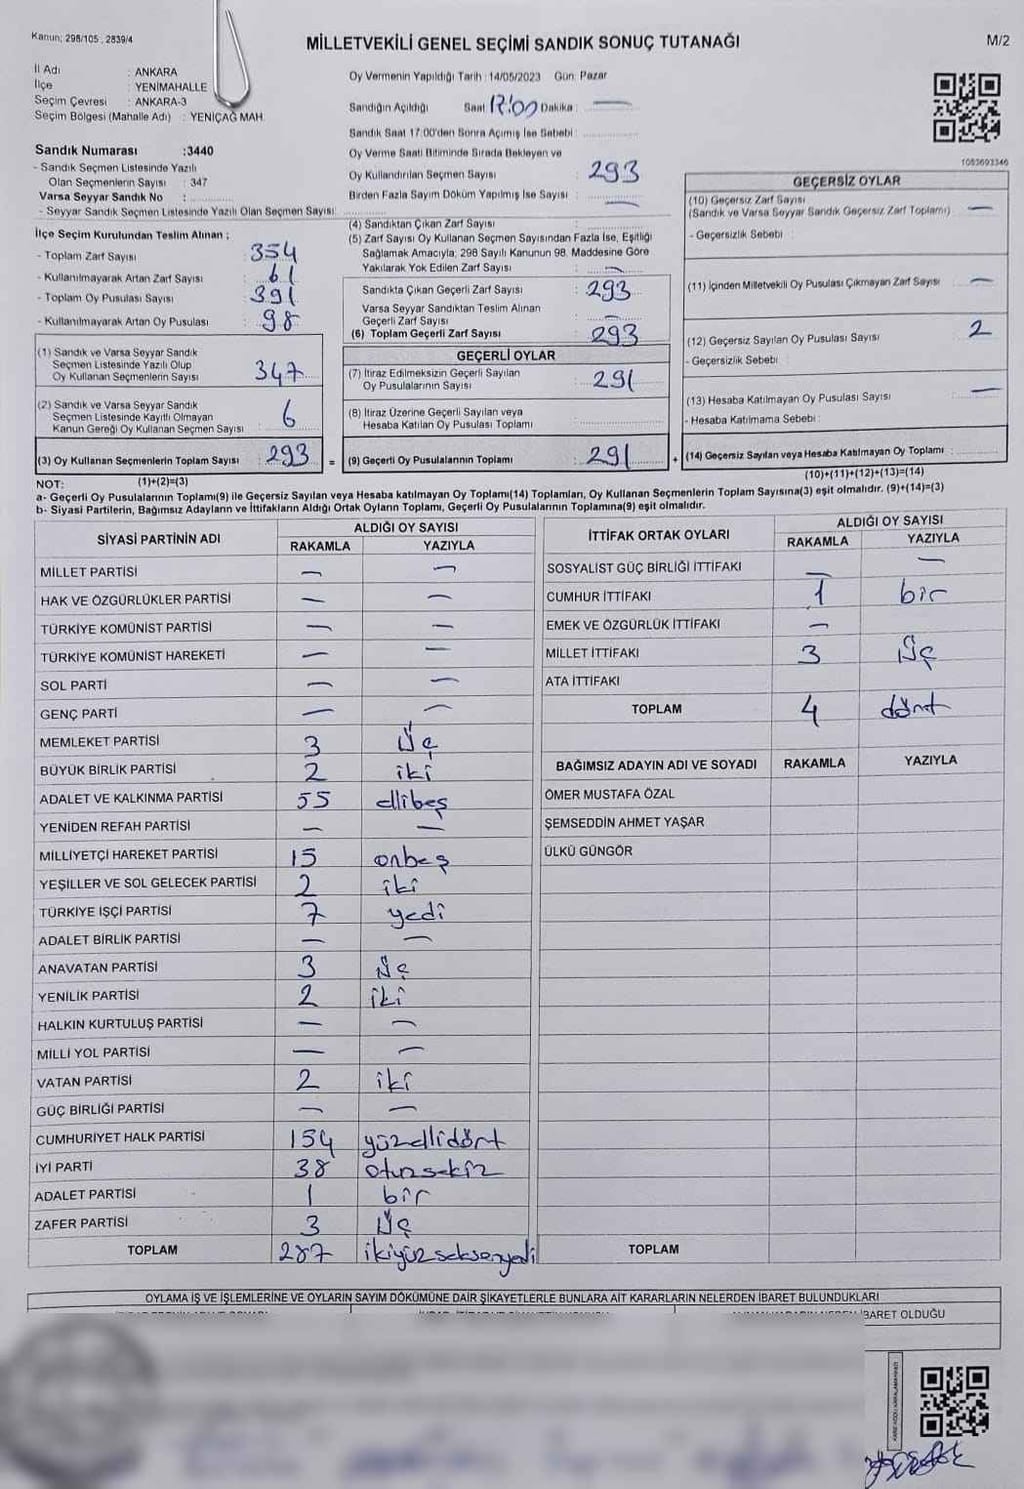 Kanun; 298/105 , 2839/4
MİLLETVEKİLİ GENEL SEÇİMİ SANDIK SONUÇ TUTANAĞI
M/2
İl Adı : ANKARA
İlçe : YENİMAHALLE
Seçim Çevresi : ANKARA-3
Seçim Bölgesi (Mahalle Adı) : YENİÇAĞ MAH.
Sandık Numarası :3440
- Sandık Seçmen Listesinde Yazılı
Olan Seçmenlerin Sayısı : 347
Varsa Seyyar Sandık No :
- Seyyar Sandık Seçmen Listesinde Yazılı Olan Seçmen Sayısı:
İlçe Seçim Kurulundan Teslim Alınan ;
- Toplam Zarf Sayısı : 354
- Kullanılmayarak Artan Zarf Sayısı : 61
- Toplam Oy Pusulası Sayısı : 391
- Kullanılmayarak Artan Oy Pusulası : 98
(1) Sandık ve Varsa Seyyar Sandık
Seçmen Listesinde Yazılı Olup
Oy Kullanan Seçmenlerin Sayısı : 347
(2) Sandık ve Varsa Seyyar Sandık
Seçmen Listesinde Kayıtlı Olmayan
Kanun Gereği Oy Kullanan Seçmen Sayısı : 6
(3) Oy Kullanan Seçmenlerin Toplam Sayısı : 293 =
Oy Vermenin Yapıldığı Tarih : 14/05/2023 Gün: Pazar
Sandığın Açıldığı Saat : 17:00 Dakika : —
Sandık Saat 17:00'den Sonra Açımış İse Sebebi :
Oy Verme Saati Bitiminde Sırada Bekleyen ve
Oy Kullandırılan Seçmen Sayısı : 293
Birden Fazla Sayım Döküm Yapılmış İse Sayısı : —
(4) Sandıktan Çıkan Zarf Sayısı :
(5) Zarf Sayısı Oy Kullanan Seçmen Sayısından Fazla İse, Eşitliği
Sağlamak Amacıyla; 298 Sayılı Kanunun 98. Maddesine Göre
Yakılarak Yok Edilen Zarf Sayısı : —
Sandıkta Çıkan Geçerli Zarf Sayısı : 293
Varsa Seyyar Sandıktan Teslim Alınan
Geçerli Zarf Sayısı : —
(6) Toplam Geçerli Zarf Sayısı : 293
GEÇERLİ OYLAR
(7) İtiraz Edilmeksizin Geçerli Sayılan
Oy Pusulalarının Sayısı : 291
(8) İtiraz Üzerine Geçerli Sayılan veya
Hesaba Katılan Oy Pusulası Toplamı :
(9) Geçerli Oy Pusulalarının Toplamı : 291 +
1083693346
GEÇERSİZ OYLAR
(10) Geçersiz Zarf Sayısı
(Sandık ve Varsa Seyyar Sandık Geçersiz Zarf Toplamı) : —
- Geçersizlik Sebebi :
(11) İçinden Milletvekili Oy Pusulası Çıkmayan Zarf Sayısı : —
(12) Geçersiz Sayılan Oy Pusulası Sayısı : 2
- Geçersizlik Sebebi :
(13) Hesaba Katılmayan Oy Pusulası Sayısı : —
- Hesaba Katılmama Sebebi :
(14) Geçersiz Sayılan veya Hesaba Katılmayan Oy Toplamı :
NOT: (1)+(2)=(3)
(10)+(11)+(12)+(13)=(14)
a- Geçerli Oy Pusulalarının Toplamı(9) ile Geçersiz Sayılan veya Hesaba katılmayan Oy Toplamı(14) Toplamları, Oy Kullanan Seçmenlerin Toplam Sayısına(3) eşit olmalıdır. (9)+(14)=(3)
b- Siyasi Partilerin, Bağımsız Adayların ve İttifakların Aldığı Ortak Oyların Toplamı, Geçerli Oy Pusulalarının Toplamına(9) eşit olmalıdır.
SİYASİ PARTİNİN ADI ALDIĞI OY SAYISI
RAKAMLA YAZIYLA
MİLLET PARTİSİ — —
HAK VE ÖZGÜRLÜKLER PARTİSİ — —
TÜRKİYE KOMÜNİST PARTİSİ — —
TÜRKİYE KOMÜNİST HAREKETİ — —
SOL PARTİ — —
GENÇ PARTİ — —
MEMLEKET PARTİSİ 3 üç
BÜYÜK BİRLİK PARTİSİ 2 iki
ADALET VE KALKINMA PARTİSİ 55 ellibeş
YENİDEN REFAH PARTİSİ — —
MİLLİYETÇİ HAREKET PARTİSİ 15 onbeş
YEŞİLLER VE SOL GELECEK PARTİSİ 2 iki
TÜRKİYE İŞÇİ PARTİSİ 7 yedi
ADALET BİRLİK PARTİSİ — —
ANAVATAN PARTİSİ 3 üç
YENİLİK PARTİSİ 2 iki
HALKIN KURTULUŞ PARTİSİ — —
MİLLİ YOL PARTİSİ — —
VATAN PARTİSİ 2 iki
GÜÇ BİRLİĞİ PARTİSİ — —
CUMHURİYET HALK PARTİSİ 154 yüzellidört
İYİ PARTİ 38 otuzsekiz
ADALET PARTİSİ 1 bir
ZAFER PARTİSİ 3 üç
TOPLAM 287 ikiyüzseksenyedi
İTTİFAK ORTAK OYLARI ALDIĞI OY SAYISI
RAKAMLA YAZIYLA
SOSYALİST GÜÇ BİRLİĞİ İTTİFAKI — —
CUMHUR İTTİFAKI 1 bir
EMEK VE ÖZGÜRLÜK İTTİFAKI —
MİLLET İTTİFAKI 3 üç
ATA İTTİFAKI
TOPLAM 4 dört
BAĞIMSIZ ADAYIN ADI VE SOYADI RAKAMLA YAZIYLA
ÖMER MUSTAFA ÖZAL
ŞEMSEDDİN AHMET YAŞAR
ÜLKÜ GÜNGÖR
TOPLAM
OYLAMA İŞ VE İŞLEMLERİNE VE OYLARIN SAYIM DÖKÜMÜNE DAİR ŞİKAYETLERLE BUNLARA AİT KARARLARIN NELERDEN İBARET BULUNDUKLARI
İBARET OLDUĞU